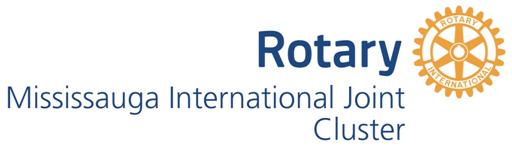 Rotary
ROTARY
INTERNATIONAL
Mississauga International Joint
Cluster